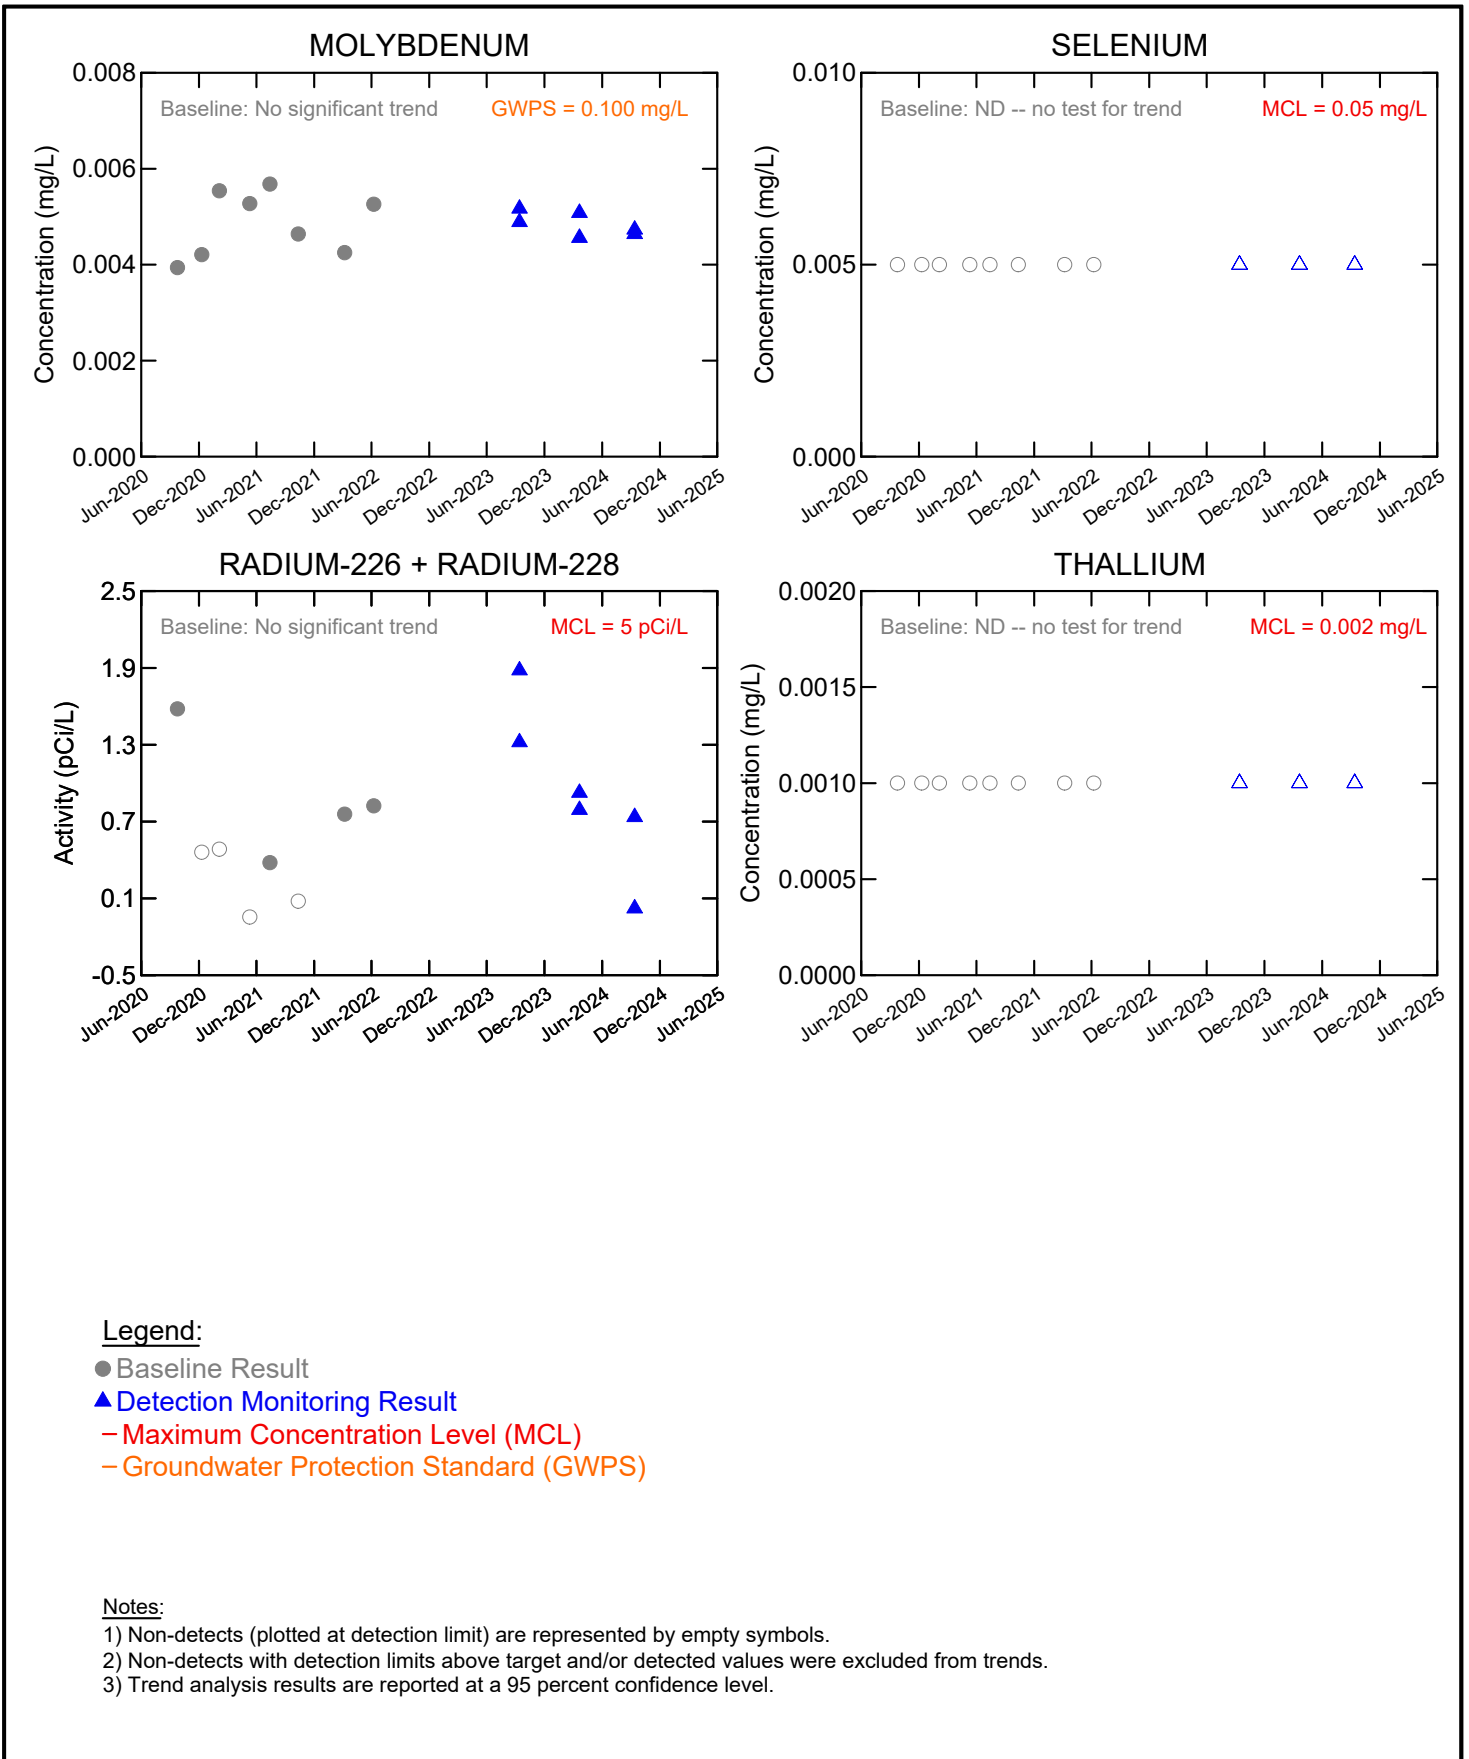 MOLYBDENUM
Baseline: No significant trend
GWPS = 0.100 mg/L
Concentration (mg/L)
0.008
0.006
0.004
0.002
0.000
Jun-2020
Dec-2020
Jun-2021
Dec-2021
Jun-2022
Dec-2022
Jun-2023
Dec-2023
Jun-2024
Dec-2024
Jun-2025
SELENIUM
Baseline: ND -- no test for trend
MCL = 0.05 mg/L
Concentration (mg/L)
0.010
0.005
0.000
Jun-2020
Dec-2020
Jun-2021
Dec-2021
Jun-2022
Dec-2022
Jun-2023
Dec-2023
Jun-2024
Dec-2024
Jun-2025
RADIUM-226 + RADIUM-228
Baseline: No significant trend
MCL = 5 pCi/L
Activity (pCi/L)
2.5
1.9
1.3
0.7
0.1
-0.5
Jun-2020
Dec-2020
Jun-2021
Dec-2021
Jun-2022
Dec-2022
Jun-2023
Dec-2023
Jun-2024
Dec-2024
Jun-2025
THALLIUM
Baseline: ND -- no test for trend
MCL = 0.002 mg/L
Concentration (mg/L)
0.0020
0.0015
0.0010
0.0005
0.0000
Jun-2020
Dec-2020
Jun-2021
Dec-2021
Jun-2022
Dec-2022
Jun-2023
Dec-2023
Jun-2024
Dec-2024
Jun-2025
Legend:
Baseline Result
Detection Monitoring Result
Maximum Concentration Level (MCL)
Groundwater Protection Standard (GWPS)
Notes:
1) Non-detects (plotted at detection limit) are represented by empty symbols.
2) Non-detects with detection limits above target and/or detected values were excluded from trends.
3) Trend analysis results are reported at a 95 percent confidence level.